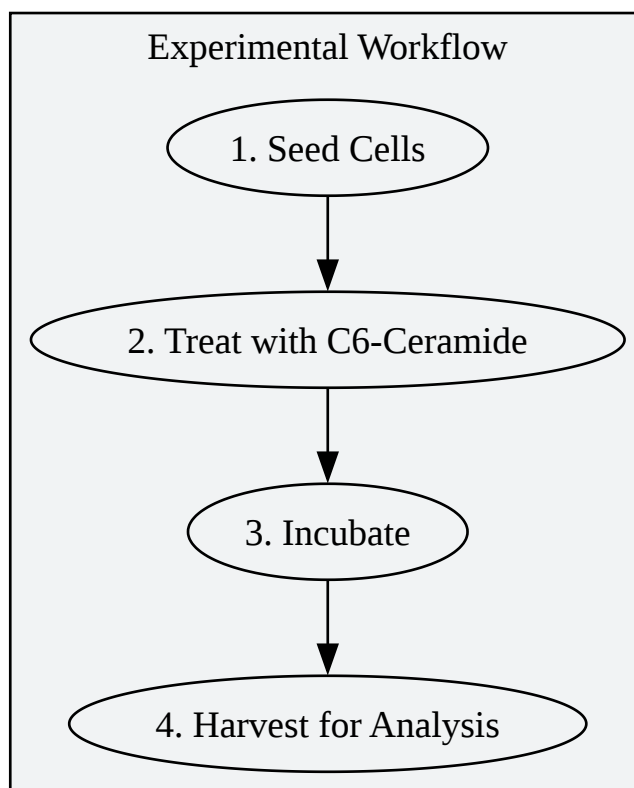 Experimental Workflow
1. Seed Cells
2. Treat with C6-Ceramide
3. Incubate
4. Harvest for Analysis